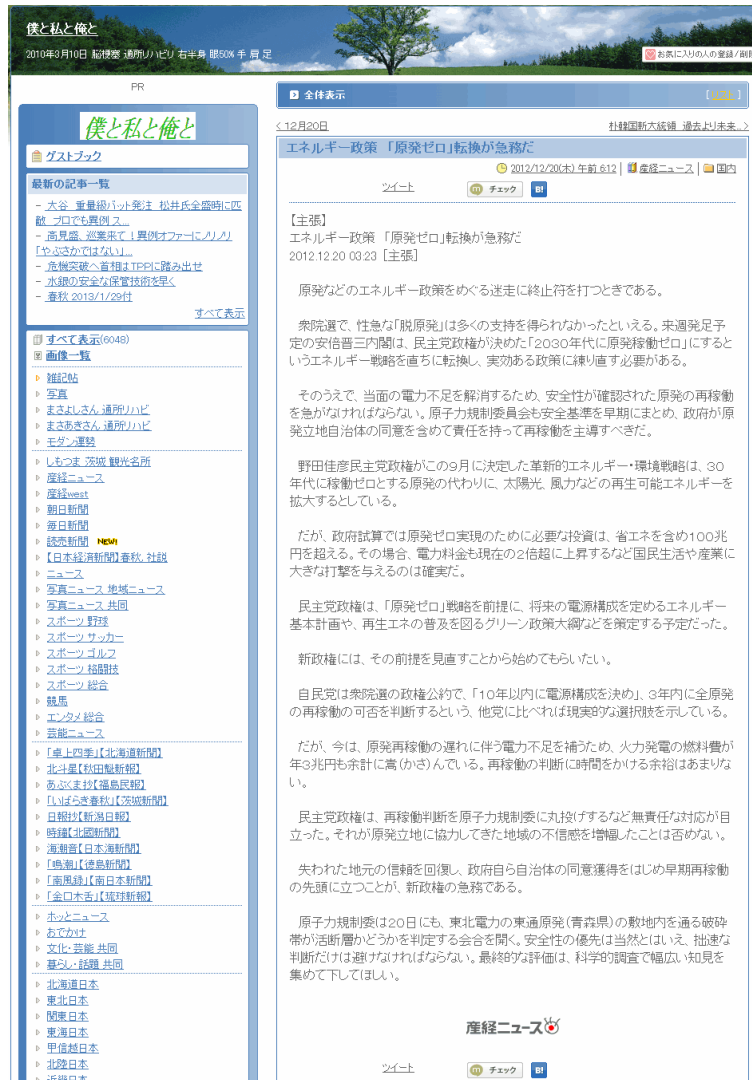 僕と私と俺と
2010年3月10日 脳梗塞 通所リハビリ 右半身 眼50% 手 肩 足
お気に入りの人の登録/削
PR
僕と私と俺と
ゲストブック
最新の記事一覧
- 大谷 重量級バット発注 松井氏全盛時に匹
敵 プロでも異例 ス...
- 高見盛、巡業来て！異例オファーにノリノリ
「やぶさかではない」...
- 危機突破へ首相はTPPに踏み出せ
- 水銀の安全な保管技術を早く
- 春秋 2013/1/29付
すべて表示
すべて表示(6048)
画像一覧
雑記帖
写真
まさよしさん 通所リハビ
まさあきさん 通所リハビ
モダン運勢
しもつま 茨城 観光名所
産経ニュース
産経west
朝日新聞
毎日新聞
読売新聞 NEW!
【日本経済新聞】春秋、社説
ニュース
写真ニュース 地域ニュース
写真ニュース 共同
スポーツ 野球
スポーツ サッカー
スポーツ ゴルフ
スポーツ 格闘技
スポーツ 総合
競馬
エンタメ 総合
芸能ニュース
「卓上四季」【北海道新聞】
北斗星【秋田魁新報】
あぶくま抄【福島民報】
「いばらき春秋」【茨城新聞】
日報抄【新潟日報】
時鐘【北國新聞】
海潮音【日本海新聞】
「鳴潮」【徳島新聞】
「南風録」【南日本新聞】
「金口木舌」【琉球新報】
ホッとニュース
おでかけ
文化・芸能 共同
暮らし・話題 共同
北海道日本
東北日本
関東日本
東海日本
甲信越日本
北陸日本
近畿日本
全体表示
[リスト]
< 12月20日
朴韓国新大統領 過去より未来... >
エネルギー政策 「原発ゼロ」転換が急務だ
2012/12/20(木) 午前 6:12 産経ニュース 国内
ツイート
チェック
B!
【主張】
エネルギー政策 「原発ゼロ」転換が急務だ
2012.12.20 03:23 [主張]
原発などのエネルギー政策をめぐる迷走に終止符を打つときである。
衆院選で、性急な「脱原発」は多くの支持を得られなかったといえる。来週発足予
定の安倍晋三内閣は、民主党政権が決めた「2030年代に原発稼働ゼロ」にすると
いうエネルギー戦略を直ちに転換し、実効ある政策に練り直す必要がある。
そのうえで、当面の電力不足を解消するため、安全性が確認された原発の再稼働
を急がなければならない。原子力規制委員会も安全基準を早期にまとめ、政府が原
発立地自治体の同意を含めて責任を持って再稼働を主導すべきだ。
野田佳彦民主党政権がこの9月に決定した革新的エネルギー・環境戦略は、30
年代に稼働ゼロとする原発の代わりに、太陽光、風力などの再生可能エネルギーを
拡大するとしている。
だが、政府試算では原発ゼロ実現のために必要な投資は、省エネを含め100兆
円を超える。その場合、電力料金も現在の2倍超に上昇するなど国民生活や産業に
大きな打撃を与えるのは確実だ。
民主党政権は、「原発ゼロ」戦略を前提に、将来の電源構成を定めるエネルギー
基本計画や、再生エネの普及を図るグリーン政策大綱などを策定する予定だった。
新政権には、その前提を見直すことから始めてもらいたい。
自民党は衆院選の政権公約で、「10年以内に電源構成を決め」、3年内に全原発
の再稼働の可否を判断するという、他党に比べれば現実的な選択肢を示している。
だが、今は、原発再稼働の遅れに伴う電力不足を補うため、火力発電の燃料費が
年3兆円も余計に嵩（かさ）んでいる。再稼働の判断に時間をかける余裕はあまりな
い。
民主党政権は、再稼働判断を原子力規制委に丸投げするなど無責任な対応が目
立った。それが原発立地に協力してきた地域の不信感を増幅したことは否めない。
失われた地元の信頼を回復し、政府自ら自治体の同意獲得をはじめ早期再稼働
の先頭に立つことが、新政権の急務である。
原子力規制委は20日にも、東北電力の東通原発（青森県）の敷地内を通る破砕
帯が活断層かどうかを判定する会合を開く。安全性の優先は当然とはいえ、拙速な
判断だけは避けなければならない。最終的な評価は、科学的調査で幅広い知見を
集めて下してほしい。
産経ニュース
ツイート
チェック
B!